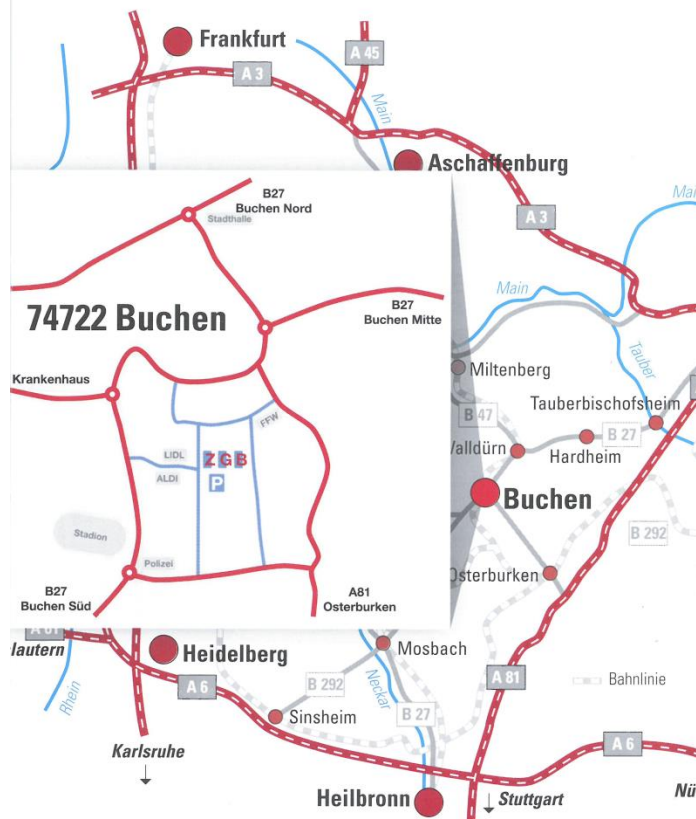 Frankfurt
A 45
A 3
Main
Aschaffenburg
B27
Buchen Nord
Stadthalle
A 3
Main
74722 Buchen
B27
Buchen Mitte
Tauber
Miltenberg
Krankenhaus
Tauberbischofsheim
FFW
B 47
B 27
Walldürn
Hardheim
LIDL
Z G B
ALDI
P
Buchen
Stadion
B 292
Polizei
Osterburken
B27
Buchen Süd
A81
Osterburken
A 61
lautern
Heidelberg
Mosbach
Rhein
A 6
B 292
Neckar
A 81
Bahnlinie
Sinsheim
B 27
Karlsruhe
A 6
Heilbronn
Stuttgart
Nü